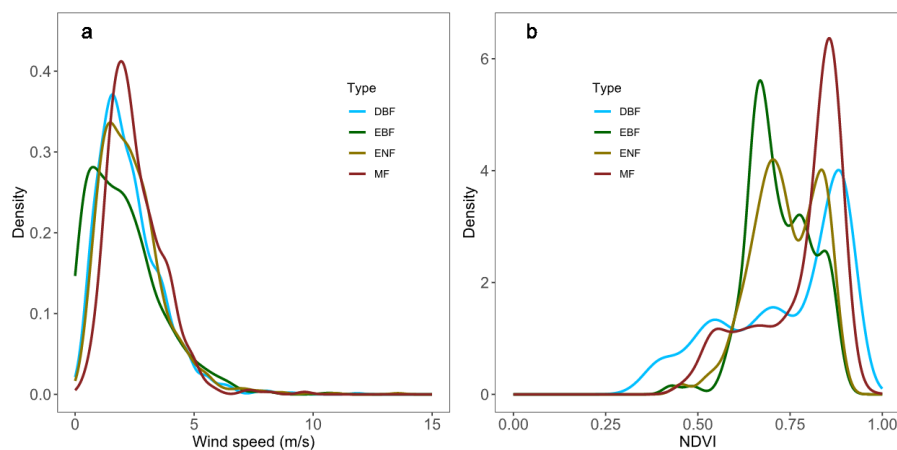 a
Type
DBF
EBF
ENF
MF
Density
0.4
0.3
0.2
0.1
0.0
0
5
10
15
Wind speed (m/s)
b
Type
DBF
EBF
ENF
MF
Density
6
4
2
0
0.00
0.25
0.50
0.75
1.00
NDVI